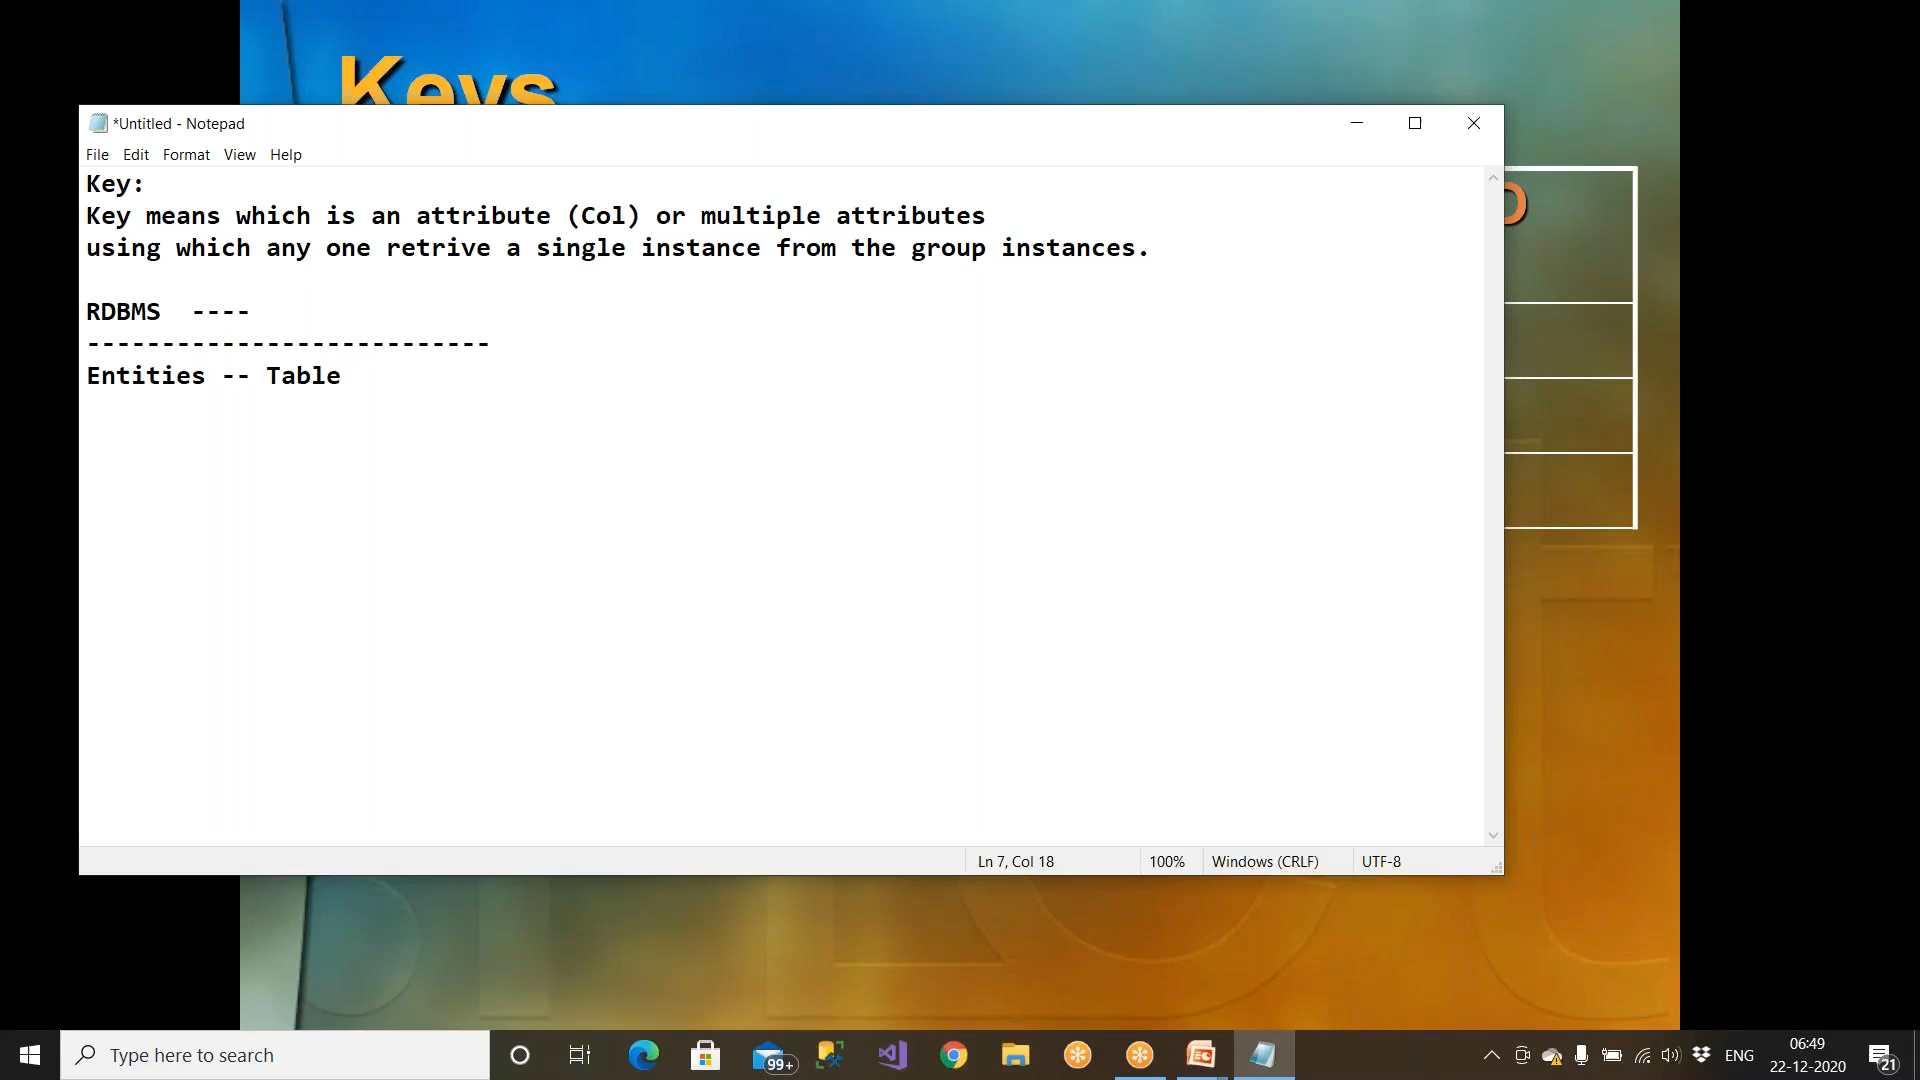 Keys
*Untitled - Notepad
File Edit Format View Help
Key:
Key means which is an attribute (Col) or multiple attributes
using which any one retrive a single instance from the group instances.
RDBMS  ----
---------------------------
Entities -- Table
Ln 7, Col 18 100% Windows (CRLF) UTF-8
Type here to search
99+
ENG
06:49
22-12-2020
21